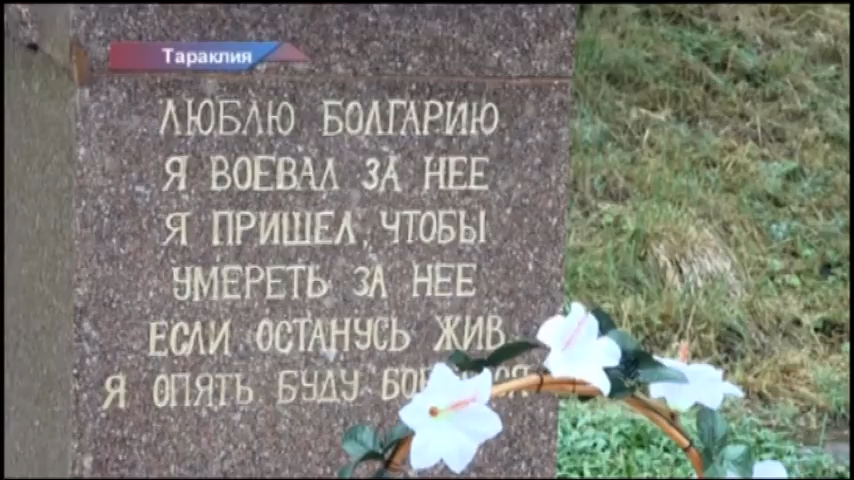 Тараклия
ЛЮБЛЮ БОЛГАРИЮ
Я ВОЕВАЛ ЗА НЕЕ
Я ПРИШЕЛ, ЧТОБЫ
УМЕРЕТЬ ЗА НЕЕ
ЕСЛИ ОСТАНУСЬ ЖИВ
Я ОПЯТЬ БУДУ